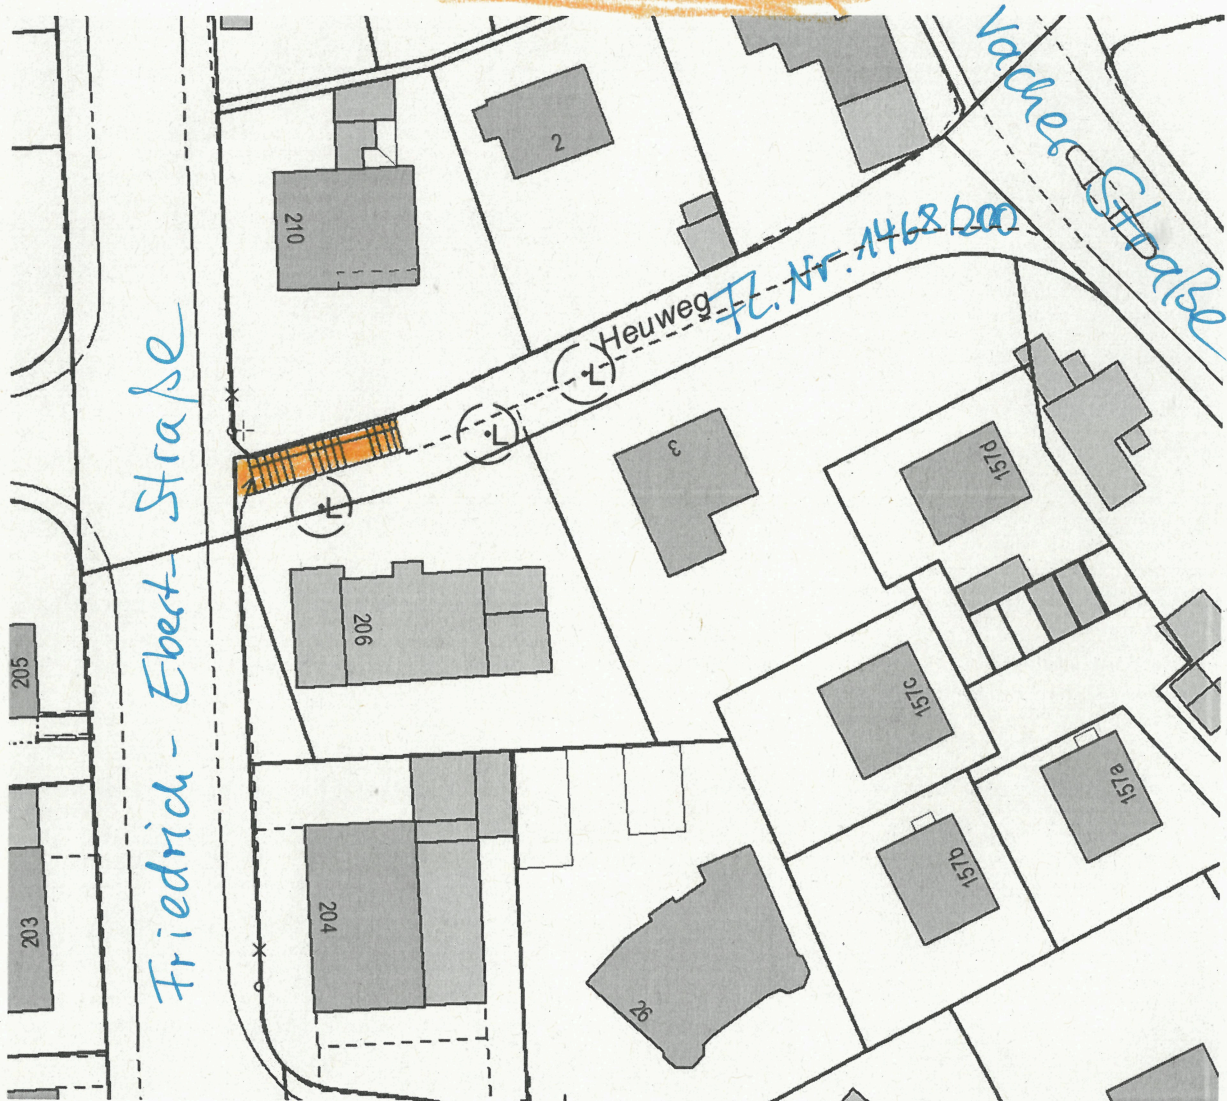 Vacher Straße
2
210
Fl. Nr. 1468/200
Heuweg
Friedrich-Ebert-Straße
L
L
L
3
157d
206
205
157c
157a
157b
204
203
26